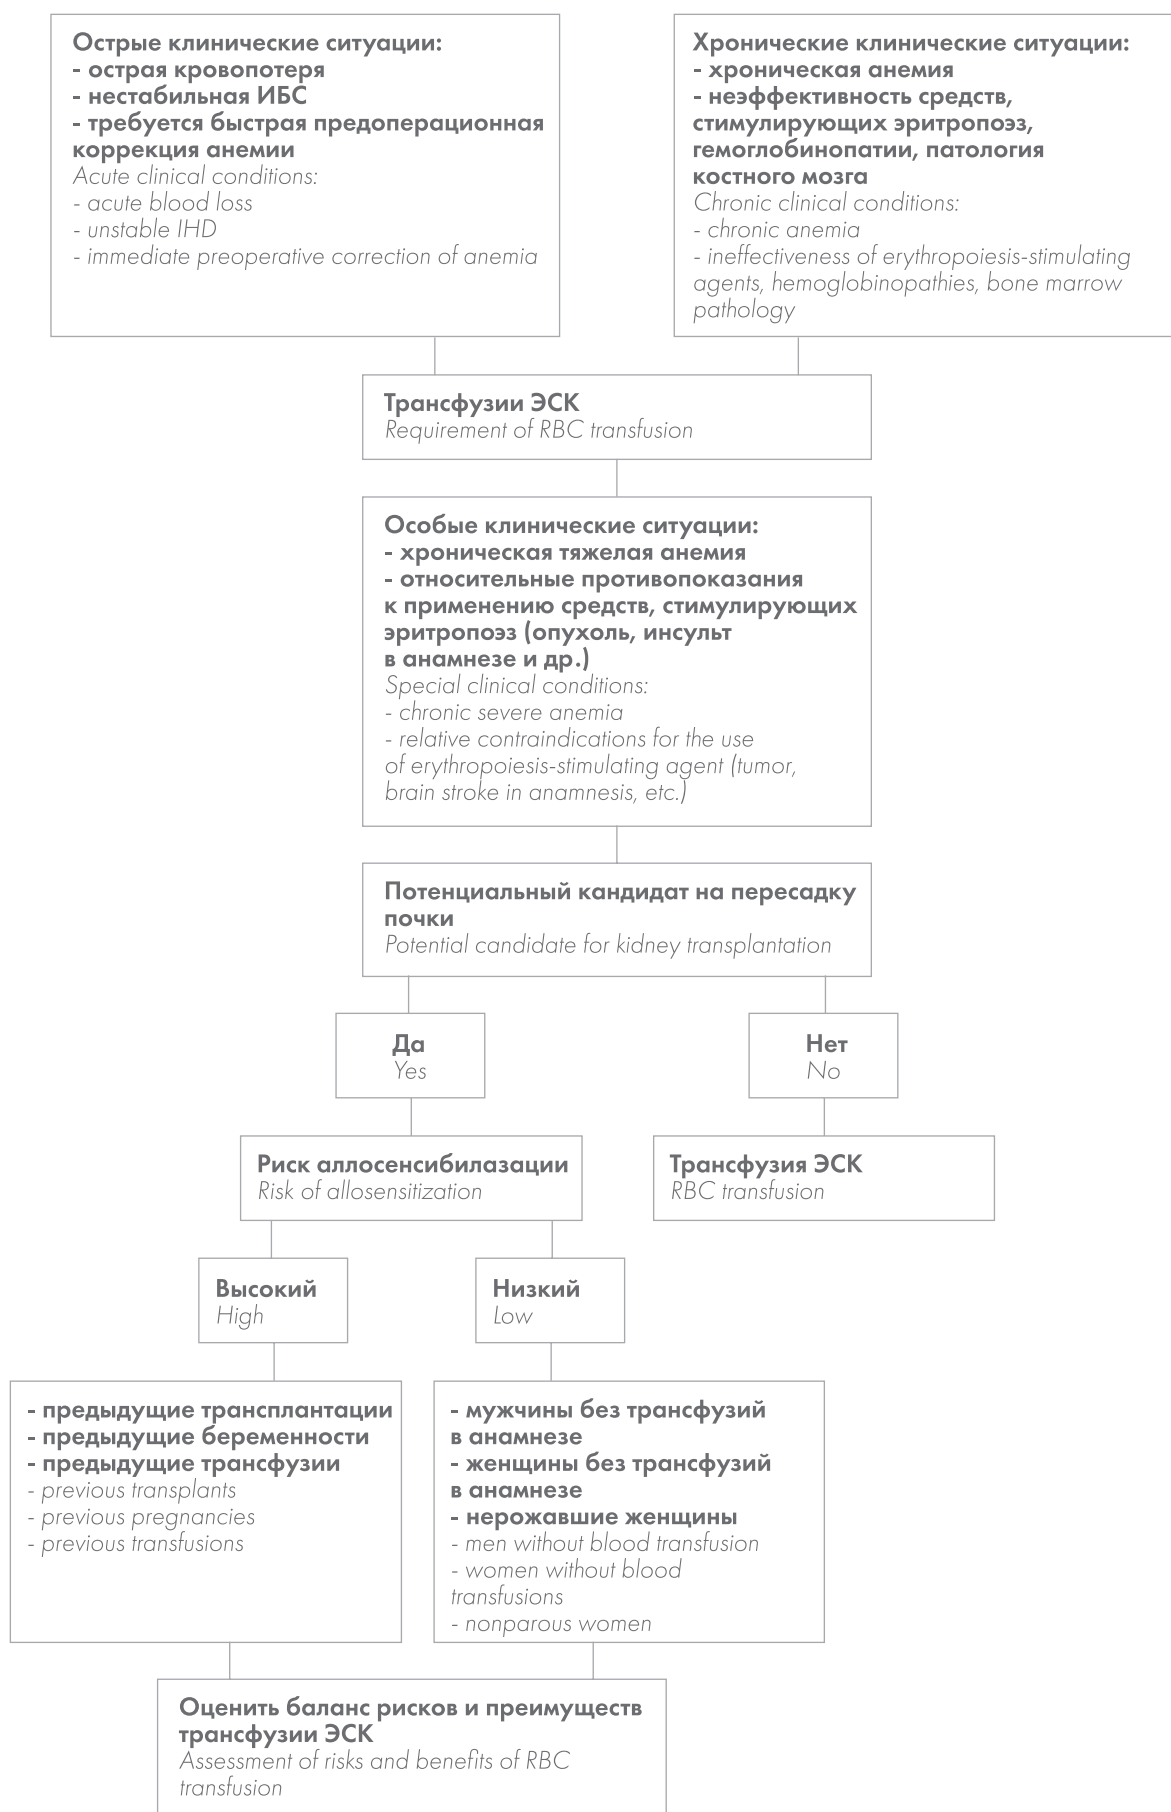 Острые клинические ситуации:
- острая кровопотеря
- нестабильная ИБС
- требуется быстрая предоперационная
коррекция анемии
Acute clinical conditions:
- acute blood loss
- unstable IHD
- immediate preoperative correction of anemia
Хронические клинические ситуации:
- хроническая анемия
- неэффективность средств,
стимулирующих эритропоэз,
гемоглобинопатии, патология
костного мозга
Chronic clinical conditions:
- chronic anemia
- ineffectiveness of erythropoiesis-stimulating
agents, hemoglobinopathies, bone marrow
pathology
Трансфузии ЭСК
Requirement of RBC transfusion
Особые клинические ситуации:
- хроническая тяжелая анемия
- относительные противопоказания
к применению средств, стимулирующих
эритропоэз (опухоль, инсульт
в анамнезе и др.)
Special clinical conditions:
- chronic severe anemia
- relative contraindications for the use
of erythropoiesis-stimulating agent (tumor,
brain stroke in anamnesis, etc.)
Потенциальный кандидат на пересадку
почки
Potential candidate for kidney transplantation
Да
Yes
Нет
No
Риск аллосенсибилазации
Risk of allosensitization
Трансфузия ЭСК
RBC transfusion
Высокий
High
Низкий
Low
- предыдущие трансплантации
- предыдущие беременности
- предыдущие трансфузии
- previous transplants
- previous pregnancies
- previous transfusions
- мужчины без трансфузий
в анамнезе
- женщины без трансфузий
в анамнезе
- нерожавшие женщины
- men without blood transfusion
- women without blood
transfusions
- nonparous women
Оценить баланс рисков и преимуществ
трансфузии ЭСК
Assessment of risks and benefits of RBC
transfusion